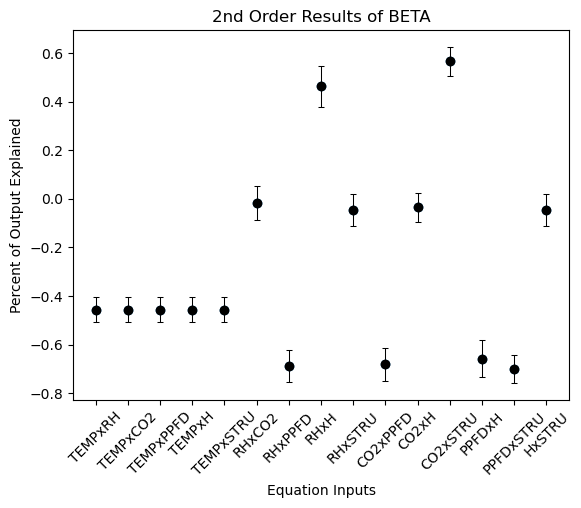 2nd Order Results of BETA
Percent of Output Explained
0.6
0.4
0.2
0.0
−0.2
−0.4
−0.6
−0.8
TEMPxRH
TEMPxCO2
TEMPxPPFD
TEMPxH
TEMPxSTRU
RHxCO2
RHxPPFD
RHxH
RHxSTRU
CO2xPPFD
CO2xH
CO2xSTRU
PPFDxH
PPFDxSTRU
HxSTRU
Equation Inputs